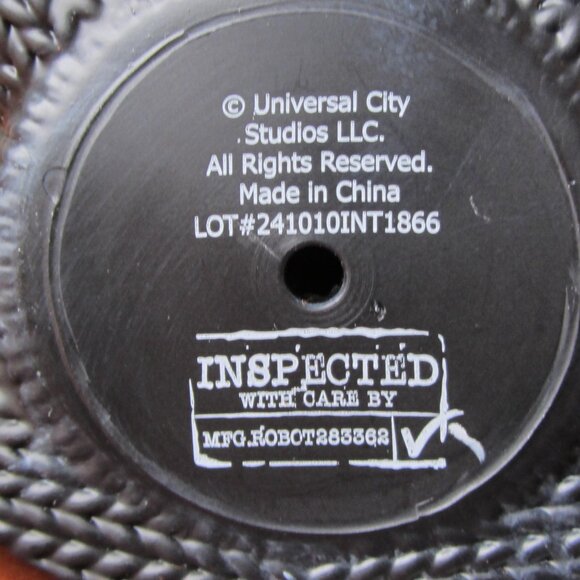 © Universal City
Studios LLC.
All Rights Reserved.
Made in China
LOT#241010INT1866
INSPECTED
WITH CARE BY
MFG.ROBOT283362